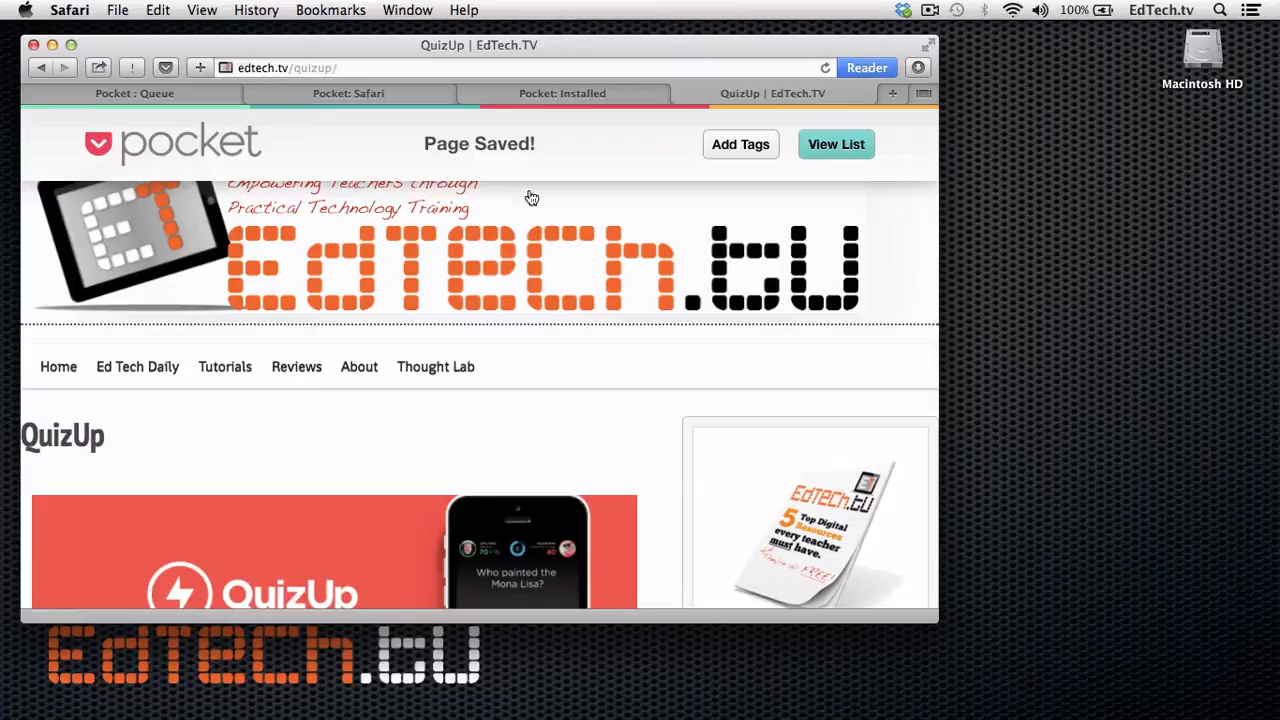 Safari File Edit View History Bookmarks Window Help 100% EdTech.tv
QuizUp | EdTech.TV
edtech.tv/quizup/ Reader
Pocket : Queue Pocket: Safari Pocket: Installed QuizUp | EdTech.TV
pocket Page Saved! Add Tags View List
Macintosh HD
Empowering Teachers through
Practical Technology Training
ET
EdTech.tv
Home Ed Tech Daily Tutorials Reviews About Thought Lab
QuizUp
EdTech.tv
5 Top Digital
Resources
every teacher
must have.
Who painted the
Mona Lisa?
QuizUp
EdTech.tv